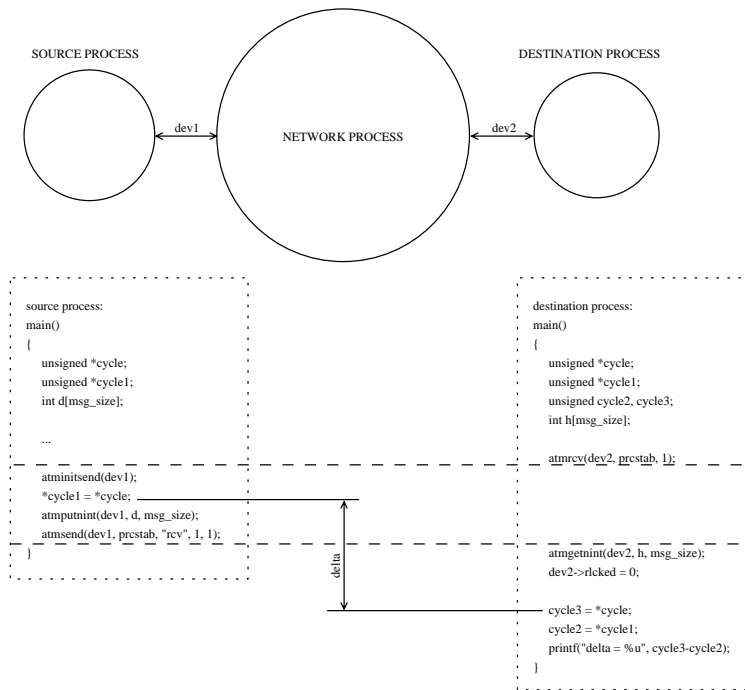 SOURCE PROCESS
DESTINATION PROCESS
dev1
NETWORK PROCESS
dev2
source process:
main()
{
unsigned *cycle;
unsigned *cycle1;
int d[msg_size];
...
atminitsend(dev1);
*cycle1 = *cycle;
atmputnint(dev1, d, msg_size);
atmsend(dev1, prcstab, "rcv", 1, 1);
}
delta
destination process:
main()
{
unsigned *cycle;
unsigned *cycle1;
unsigned cycle2, cycle3;
int h[msg_size];
atmrcv(dev2, prcstab, 1);
atmgetnint(dev2, h, msg_size);
dev2->rlcked = 0;
cycle3 = *cycle;
cycle2 = *cycle1;
printf("delta = %u", cycle3-cycle2);
}